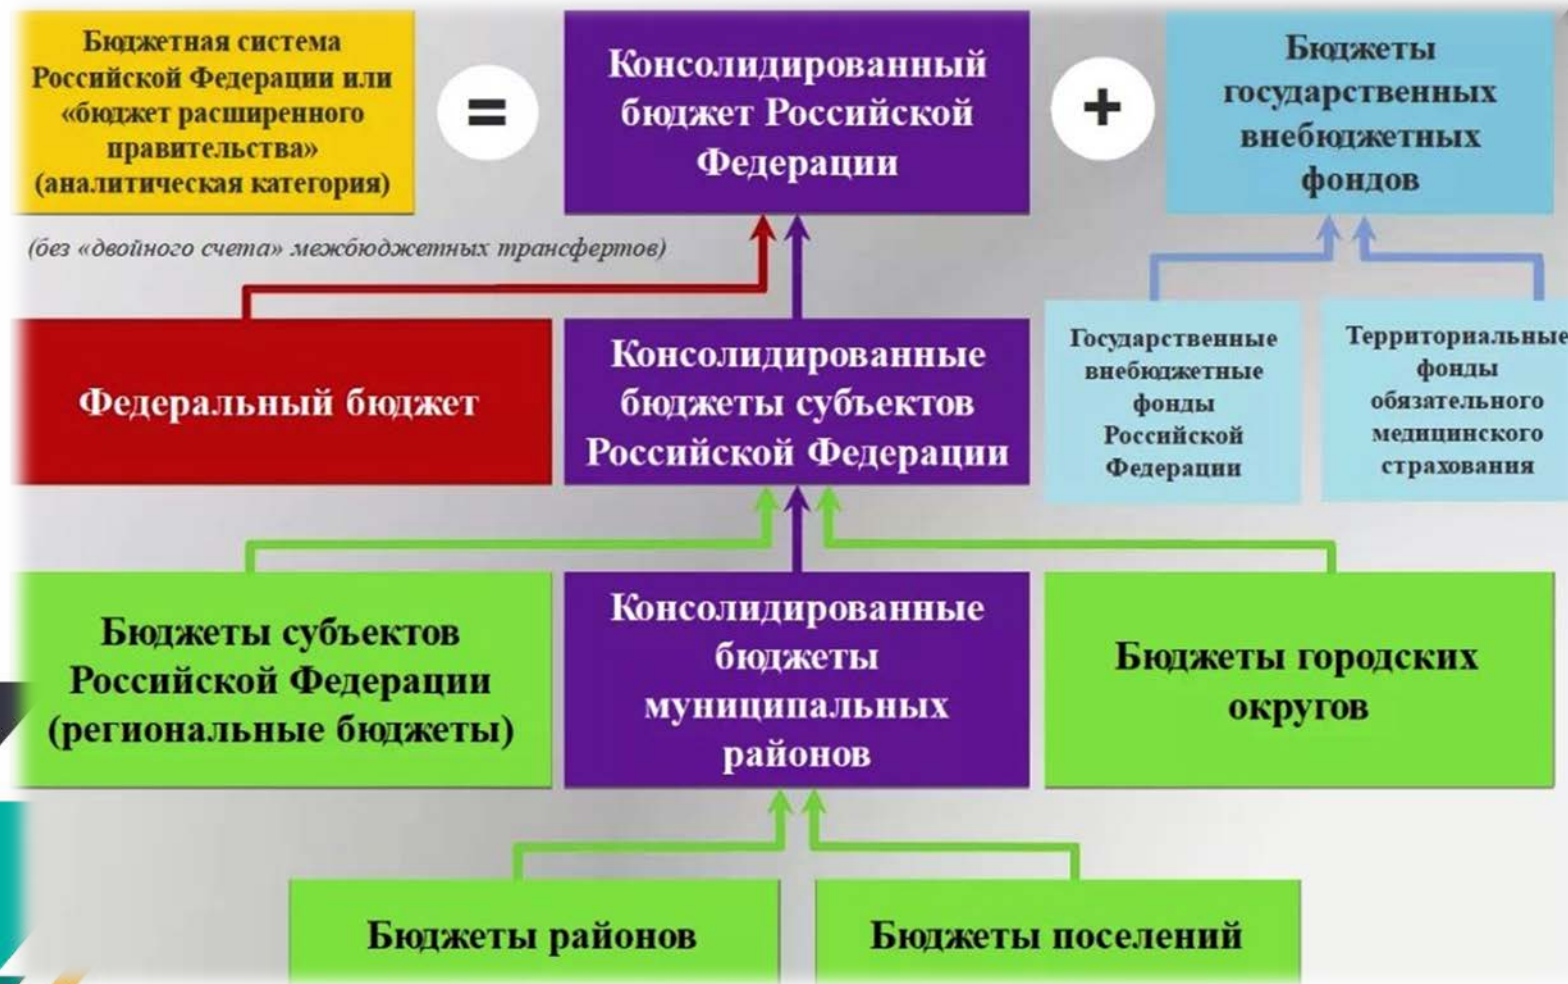 Бюджетная система
Российской Федерации или
«бюджет расширенного
правительства»
(аналитическая категория)
=
Консолидированный
бюджет Российской
Федерации
+
Бюджеты
государственных
внебюджетных
фондов
(без «двойного счета» межбюджетных трансфертов)
Федеральный бюджет
Консолидированные
бюджеты субъектов
Российской Федерации
Государственные
внебюджетные
фонды
Российской
Федерации
Территориальные
фонды
обязательного
медицинского
страхования
Бюджеты субъектов
Российской Федерации
(региональные бюджеты)
Консолидированные
бюджеты
муниципальных
районов
Бюджеты городских
округов
Бюджеты районов
Бюджеты поселений